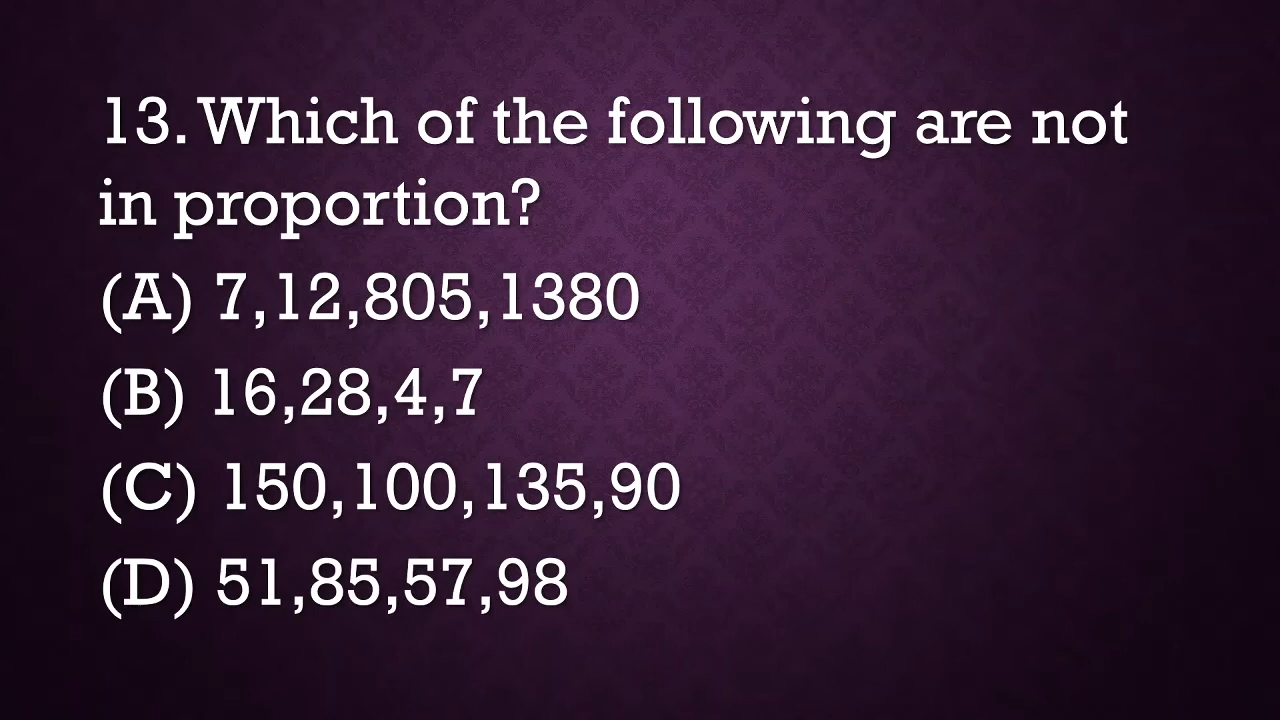 13. Which of the following are not
in proportion?
(A) 7,12,805,1380
(B) 16,28,4,7
(C) 150,100,135,90
(D) 51,85,57,98